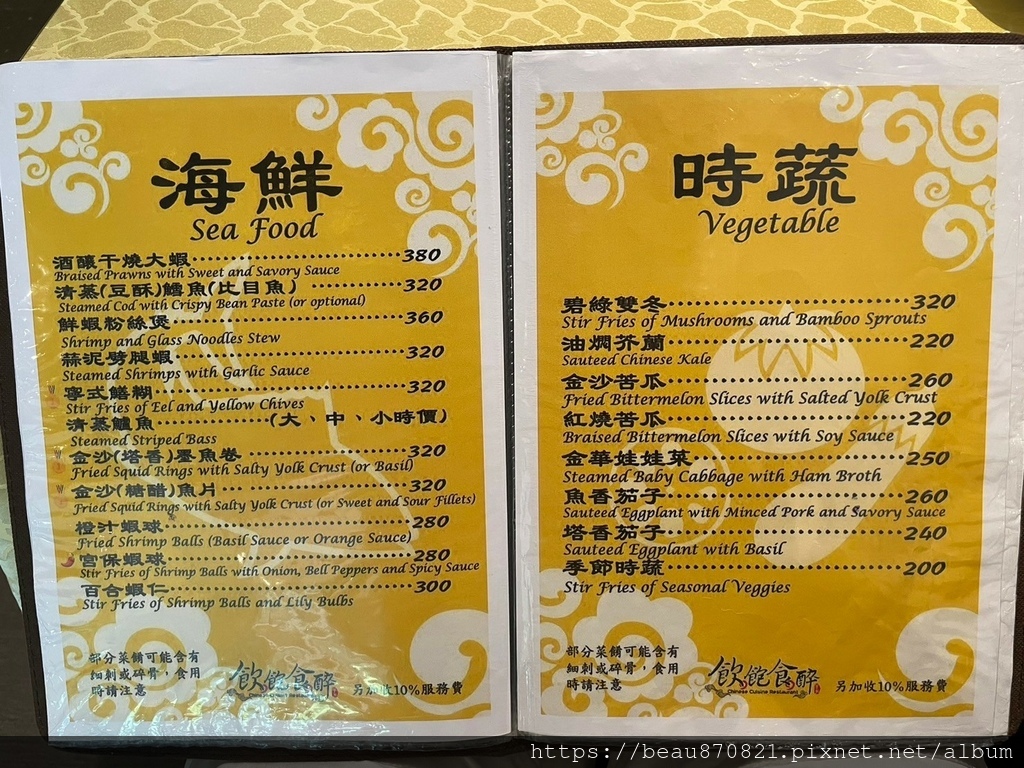 海鮮
Sea Food
酒釀干燒大蝦 380
Braised Prawns with Sweet and Savory Sauce
清蒸(豆酥)鱈魚(比目魚) 320
Steamed Cod with Crispy Bean Paste (or optional)
鮮蝦粉絲煲 360
Shrimp and Glass Noodles Stew
蒜泥劈腿蝦 320
Steamed Shrimps with Garlic Sauce
寧式鱔糊 320
Stir Fries of Eel and Yellow Chives
清蒸鱸魚 (大、中、小時價)
Steamed Striped Bass
金沙(塔香)墨魚卷 320
Fried Squid Rings with Salty Yolk Crust (or Basil)
金沙(糖醋)魚片 320
Fried Squid Rings with Salty Yolk Crust (or Sweet and Sour Fillets)
橙汁蝦球 280
Fried Shrimp Balls (Basil Sauce or Orange Sauce)
宮保蝦球 280
Stir Fries of Shrimp Balls with Onion, Bell Peppers and Spicy Sauce
百合蝦仁 300
Stir Fries of Shrimp Balls and Lily Bulbs
部分菜餚可能含有
細刺或碎骨，食用
時請注意
飲飽食醉
Chinese Cuisine Restaurant
另加收10%服務費
時蔬
Vegetable
碧綠雙冬 320
Stir Fries of Mushrooms and Bamboo Sprouts
油燜芥蘭 220
Sauteed Chinese Kale
金沙苦瓜 260
Fried Bittermelon Slices with Salted Yolk Crust
紅燒苦瓜 220
Braised Bittermelon Slices with Soy Sauce
金華娃娃菜 250
Steamed Baby Cabbage with Ham Broth
魚香茄子 260
Sauteed Eggplant with Minced Pork and Savory Sauce
塔香茄子 240
Sauteed Eggplant with Basil
季節時蔬 200
Stir Fries of Seasonal Veggies
部分菜餚可能含有
細刺或碎骨，食用
時請注意
飲飽食醉
Chinese Cuisine Restaurant
另加收10%服務費
https://beau870821.pixnet.net/album